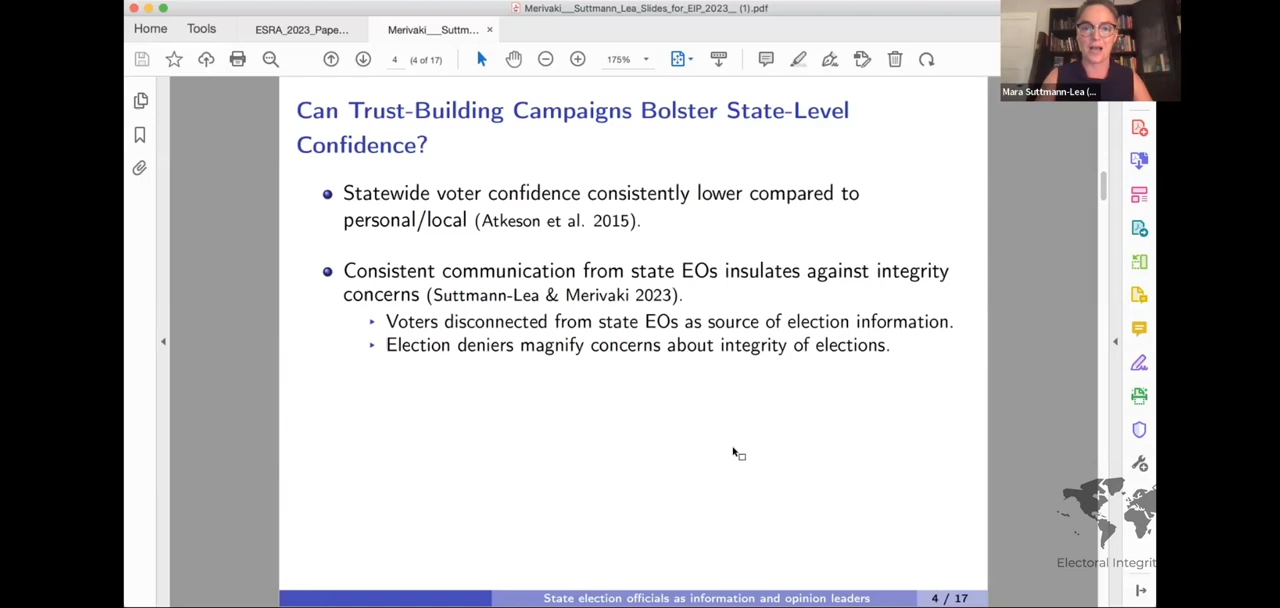 Merivaki___Suttmann_Lea_Slides_for_EIP_2023__ (1).pdf
Home
Tools
ESRA_2023_Pape...
Merivaki___Suttm...
4
(4 of 17)
175%
Mara Suttmann-Lea (...
Can Trust-Building Campaigns Bolster State-Level
Confidence?
Statewide voter confidence consistently lower compared to
personal/local (Atkeson et al. 2015).
Consistent communication from state EOs insulates against integrity
concerns (Suttmann-Lea & Merivaki 2023).
Voters disconnected from state EOs as source of election information.
Election deniers magnify concerns about integrity of elections.
Electoral Integrit
State election officials as information and opinion leaders
4 / 17